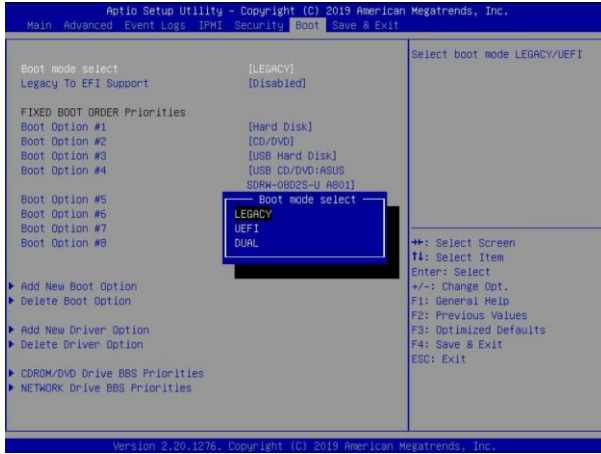 Aptio Setup Utility – Copyright (C) 2019 American Megatrends, Inc.
Main Advanced Event Logs IPMI Security Boot Save & Exit
Boot mode select [LEGACY]
Legacy To EFI Support [Disabled]
FIXED BOOT ORDER Priorities
Boot Option #1 [Hard Disk]
Boot Option #2 [CD/DVD]
Boot Option #3 [USB Hard Disk]
Boot Option #4 [USB CD/DVD:ASUS
SDRW-08D2S-U A801]
Boot Option #5
Boot Option #6
Boot Option #7
Boot Option #8
Boot mode select
LEGACY
UEFI
DUAL
▶ Add New Boot Option
▶ Delete Boot Option
▶ Add New Driver Option
▶ Delete Driver Option
▶ CDROM/DVD Drive BBS Priorities
▶ NETWORK Drive BBS Priorities
Select boot mode LEGACY/UEFI
→←: Select Screen
↑↓: Select Item
Enter: Select
+/-: Change Opt.
F1: General Help
F2: Previous Values
F3: Optimized Defaults
F4: Save & Exit
ESC: Exit
Version 2.20.1276. Copyright (C) 2019 American Megatrends, Inc.